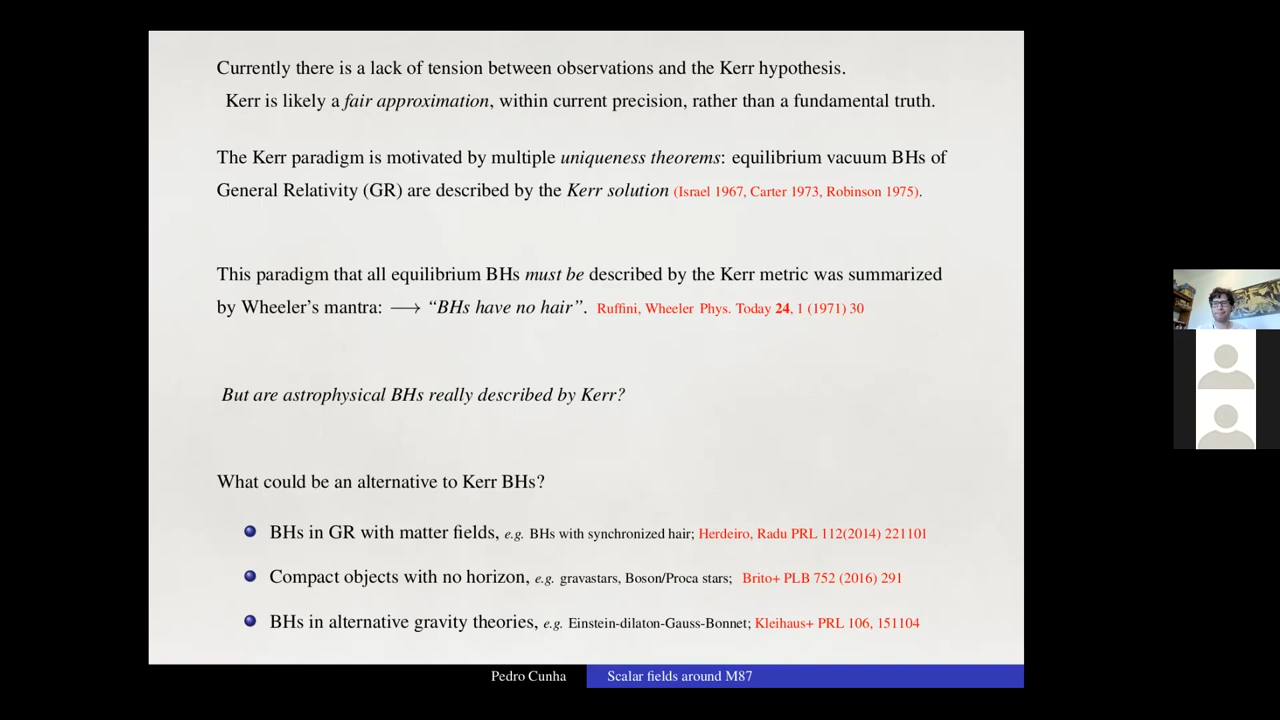 Currently there is a lack of tension between observations and the Kerr hypothesis.
Kerr is likely a fair approximation, within current precision, rather than a fundamental truth.
The Kerr paradigm is motivated by multiple uniqueness theorems: equilibrium vacuum BHs of
General Relativity (GR) are described by the Kerr solution (Israel 1967, Carter 1973, Robinson 1975).
This paradigm that all equilibrium BHs must be described by the Kerr metric was summarized
by Wheeler's mantra: ⟶ “BHs have no hair”. Ruffini, Wheeler Phys. Today 24, 1 (1971) 30
But are astrophysical BHs really described by Kerr?
What could be an alternative to Kerr BHs?
BHs in GR with matter fields, e.g. BHs with synchronized hair; Herdeiro, Radu PRL 112(2014) 221101
Compact objects with no horizon, e.g. gravastars, Boson/Proca stars; Brito+ PLB 752 (2016) 291
BHs in alternative gravity theories, e.g. Einstein-dilaton-Gauss-Bonnet; Kleihaus+ PRL 106, 151104
Pedro Cunha Scalar fields around M87